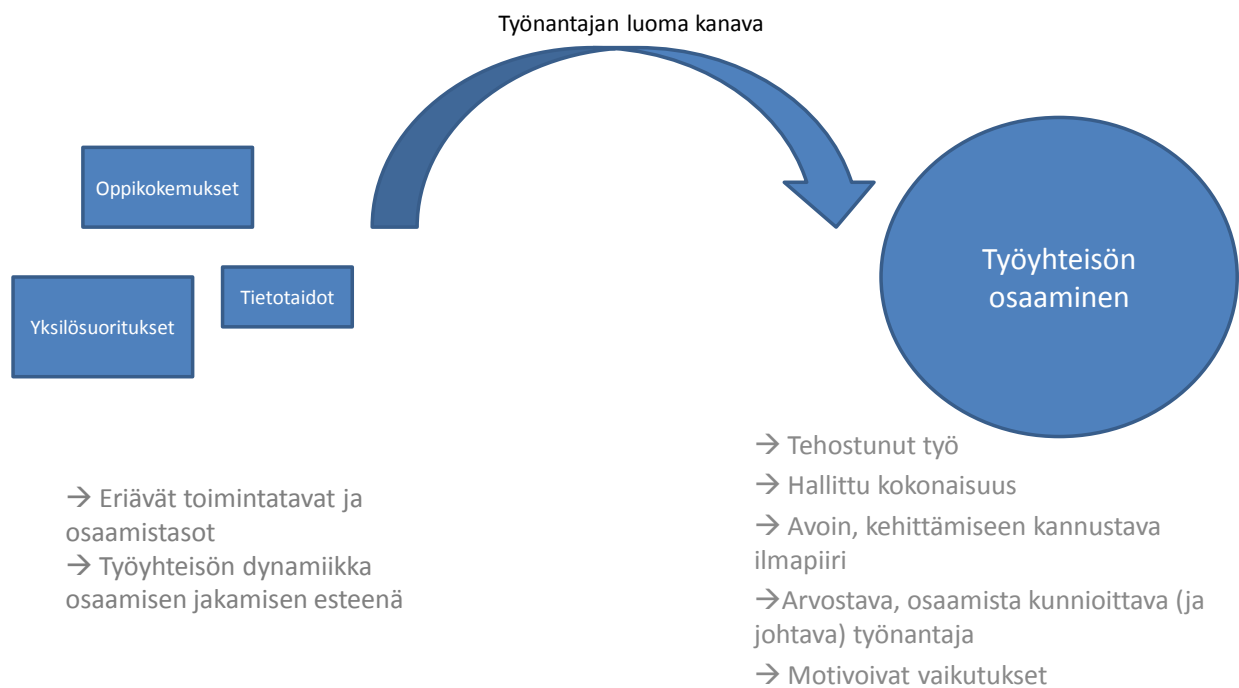 Työnantajan luoma kanava
Oppikokemukset
Tietotaidot
Yksilösuoritukset
Työyhteisön
osaaminen
→ Eriävät toimintatavat ja
osaamistasot
→ Työyhteisön dynamiikka
osaamisen jakamisen esteenä
→ Tehostunut työ
→ Hallittu kokonaisuus
→ Avoin, kehittämiseen kannustava
ilmapiiri
→Arvostava, osaamista kunnioittava (ja
johtava) työnantaja
→ Motivoivat vaikutukset